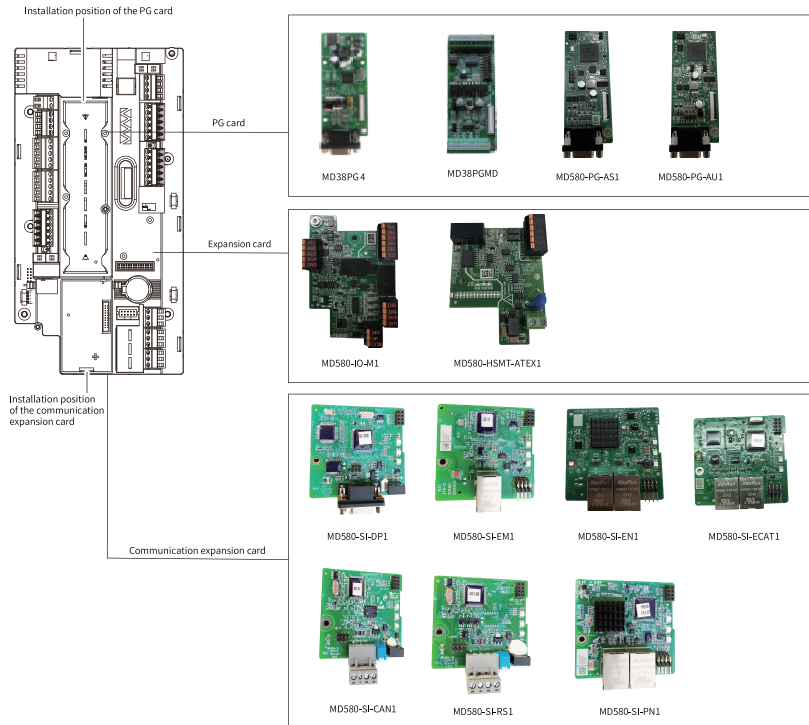 Installation position of the PG card
PG card
MD38PG4
MD38PGMD
MD580-PG-AS1
MD580-PG-AU1
Expansion card
MD580-IO-M1
MD580-HSMT-ATEX1
Installation position
of the communication
expansion card
Communication expansion card
MD580-SI-DP1
MD580-SI-EM1
MD580-SI-EN1
MD580-SI-ECAT1
MD580-SI-CAN1
MD580-SI-RS1
MD580-SI-PN1